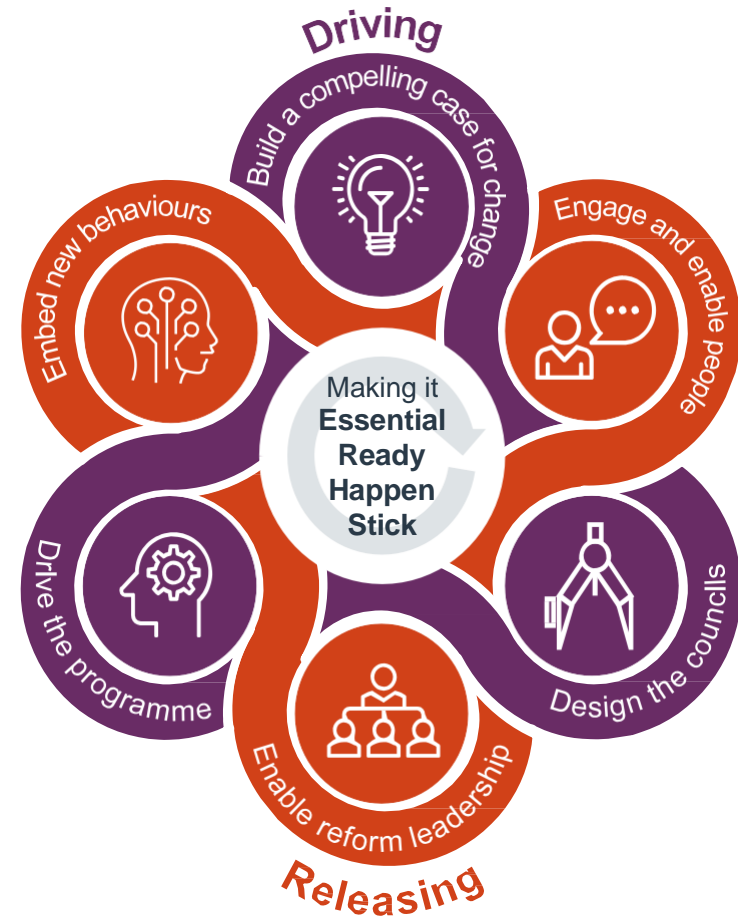 Driving
Build a compelling case for change
Engage and enable people
Design the councils
Enable reform leadership
Drive the programme
Embed new behaviours
Making it
Essential
Ready
Happen
Stick
Releasing